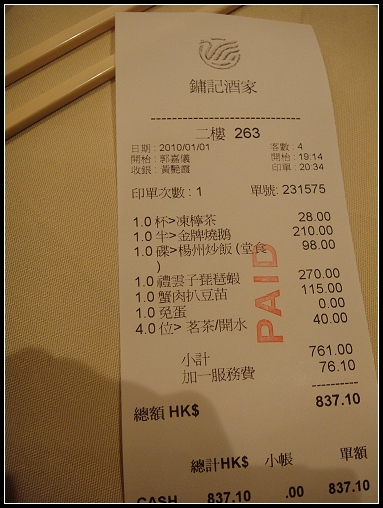 鏞記酒家
二樓 263
日期 : 2010/01/01 客數 : 4
開枱 : 郭嘉儀 開枱 : 19:14
收銀 : 黃艷霞 印單 : 20:34
印單次數 : 1 單號: 231575
1.0 杯>凍檸茶 28.00
1.0 半>金牌燒鵝 210.00
1.0 碟>楊州炒飯 (堂食 98.00
)
1.0 禮雲子琵琶蝦 270.00
1.0 蟹肉扒豆苗 115.00
1.0 皮蛋 0.00
4.0 位> 茗茶/開水 40.00
PAID
小計 761.00
加一服務費 76.10
總額 HK$ 837.10
總計HK$ 小帳 單額
CASH 837.10 .00 837.10